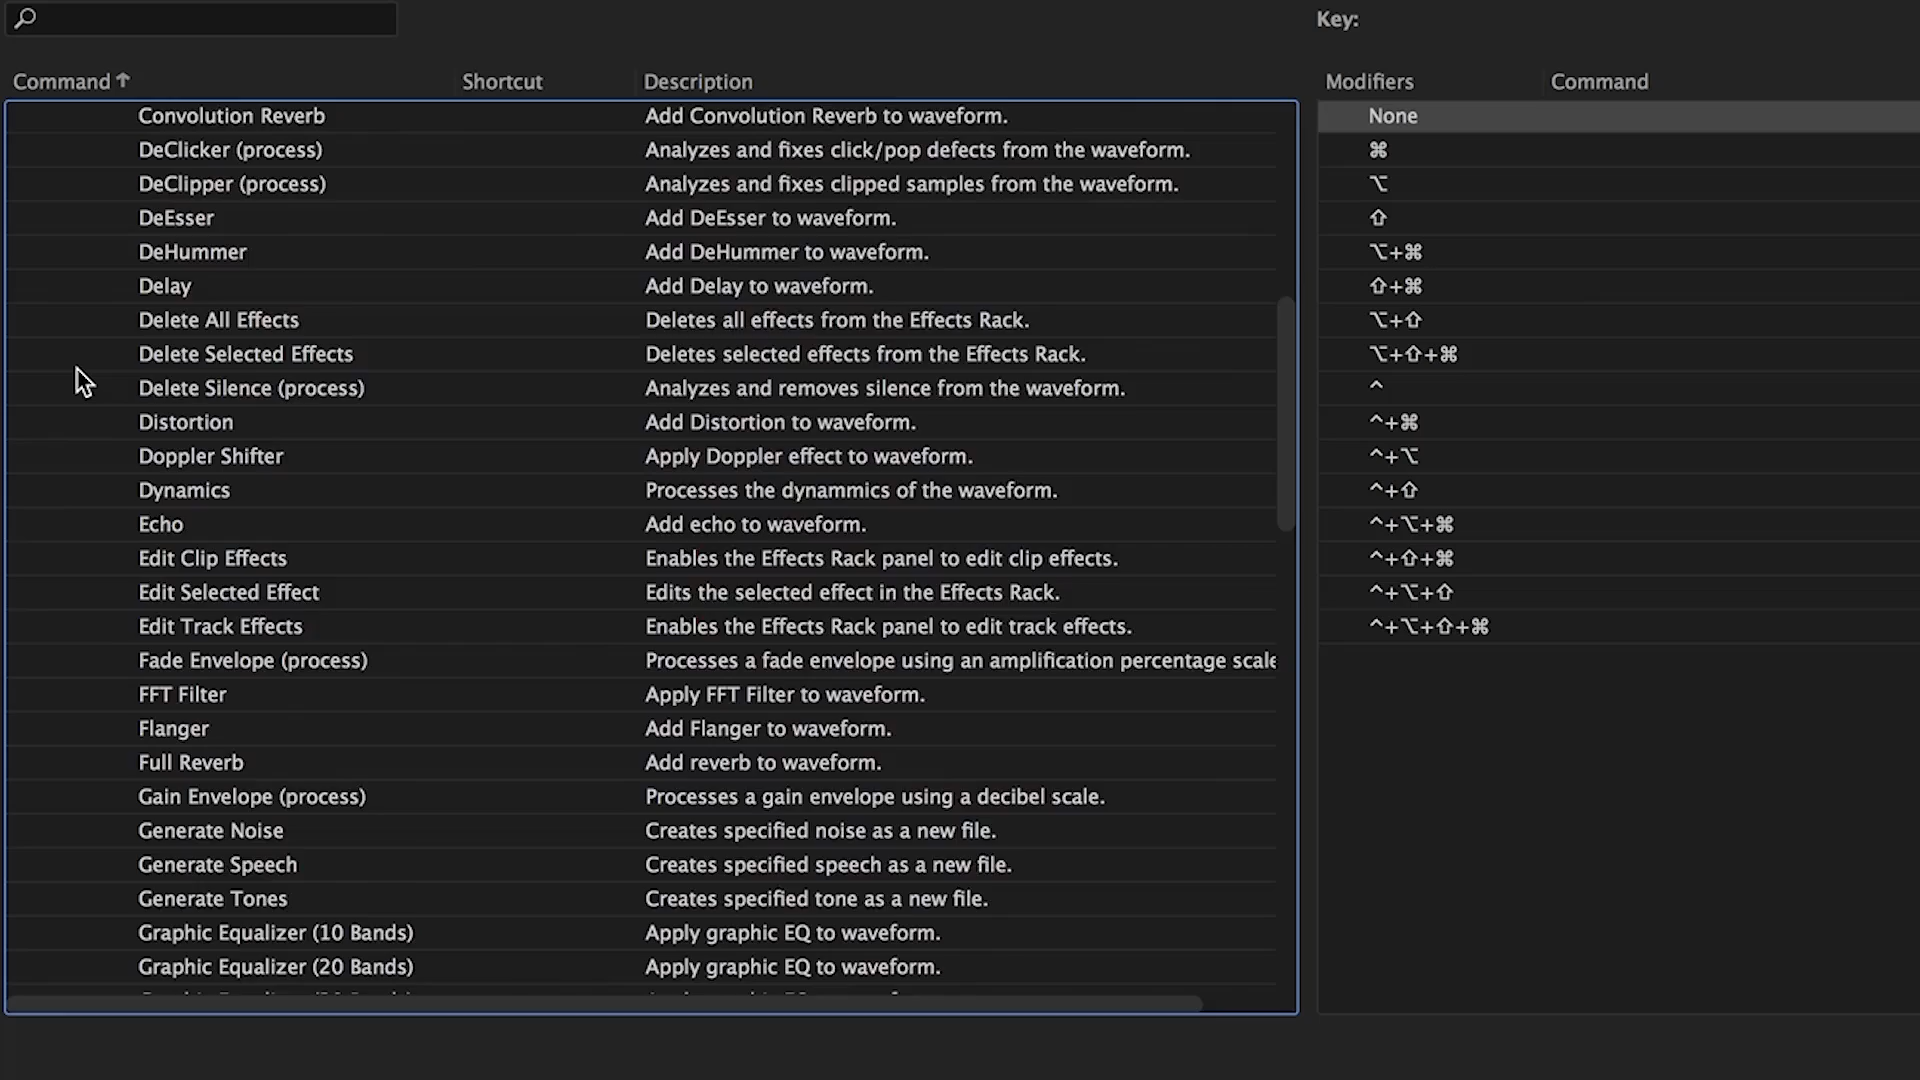 Key:
Command ↑ Shortcut Description
Convolution Reverb Add Convolution Reverb to waveform.
DeClicker (process) Analyzes and fixes click/pop defects from the waveform.
DeClipper (process) Analyzes and fixes clipped samples from the waveform.
DeEsser Add DeEsser to waveform.
DeHummer Add DeHummer to waveform.
Delay Add Delay to waveform.
Delete All Effects Deletes all effects from the Effects Rack.
Delete Selected Effects Deletes selected effects from the Effects Rack.
Delete Silence (process) Analyzes and removes silence from the waveform.
Distortion Add Distortion to waveform.
Doppler Shifter Apply Doppler effect to waveform.
Dynamics Processes the dynammics of the waveform.
Echo Add echo to waveform.
Edit Clip Effects Enables the Effects Rack panel to edit clip effects.
Edit Selected Effect Edits the selected effect in the Effects Rack.
Edit Track Effects Enables the Effects Rack panel to edit track effects.
Fade Envelope (process) Processes a fade envelope using an amplification percentage scale
FFT Filter Apply FFT Filter to waveform.
Flanger Add Flanger to waveform.
Full Reverb Add reverb to waveform.
Gain Envelope (process) Processes a gain envelope using a decibel scale.
Generate Noise Creates specified noise as a new file.
Generate Speech Creates specified speech as a new file.
Generate Tones Creates specified tone as a new file.
Graphic Equalizer (10 Bands) Apply graphic EQ to waveform.
Graphic Equalizer (20 Bands) Apply graphic EQ to waveform.
Modifiers Command
None
⌘
⌥
⇧
⌥+⌘
⇧+⌘
⌥+⇧
⌥+⇧+⌘
^
^+⌘
^+⌥
^+⇧
^+⌥+⌘
^+⇧+⌘
^+⌥+⇧
^+⌥+⇧+⌘